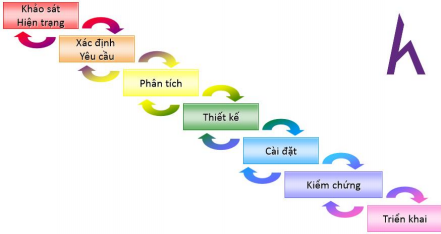 Khảo sát
Hiện trạng
Xác định
Yêu cầu
Phân tích
Thiết kế
Cài đặt
Kiểm chứng
Triển khai